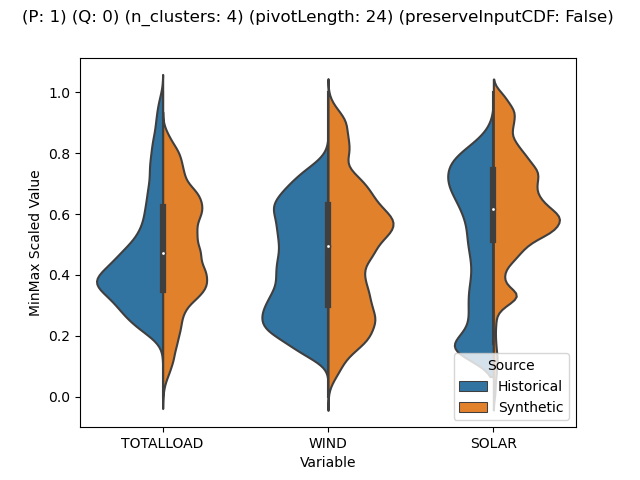 (P: 1) (Q: 0) (n_clusters: 4) (pivotLength: 24) (preserveInputCDF: False)
1.0
0.8
0.6
0.4
0.2
0.0
MinMax Scaled Value
Source
Historical
Synthetic
TOTALLOAD WIND SOLAR
Variable